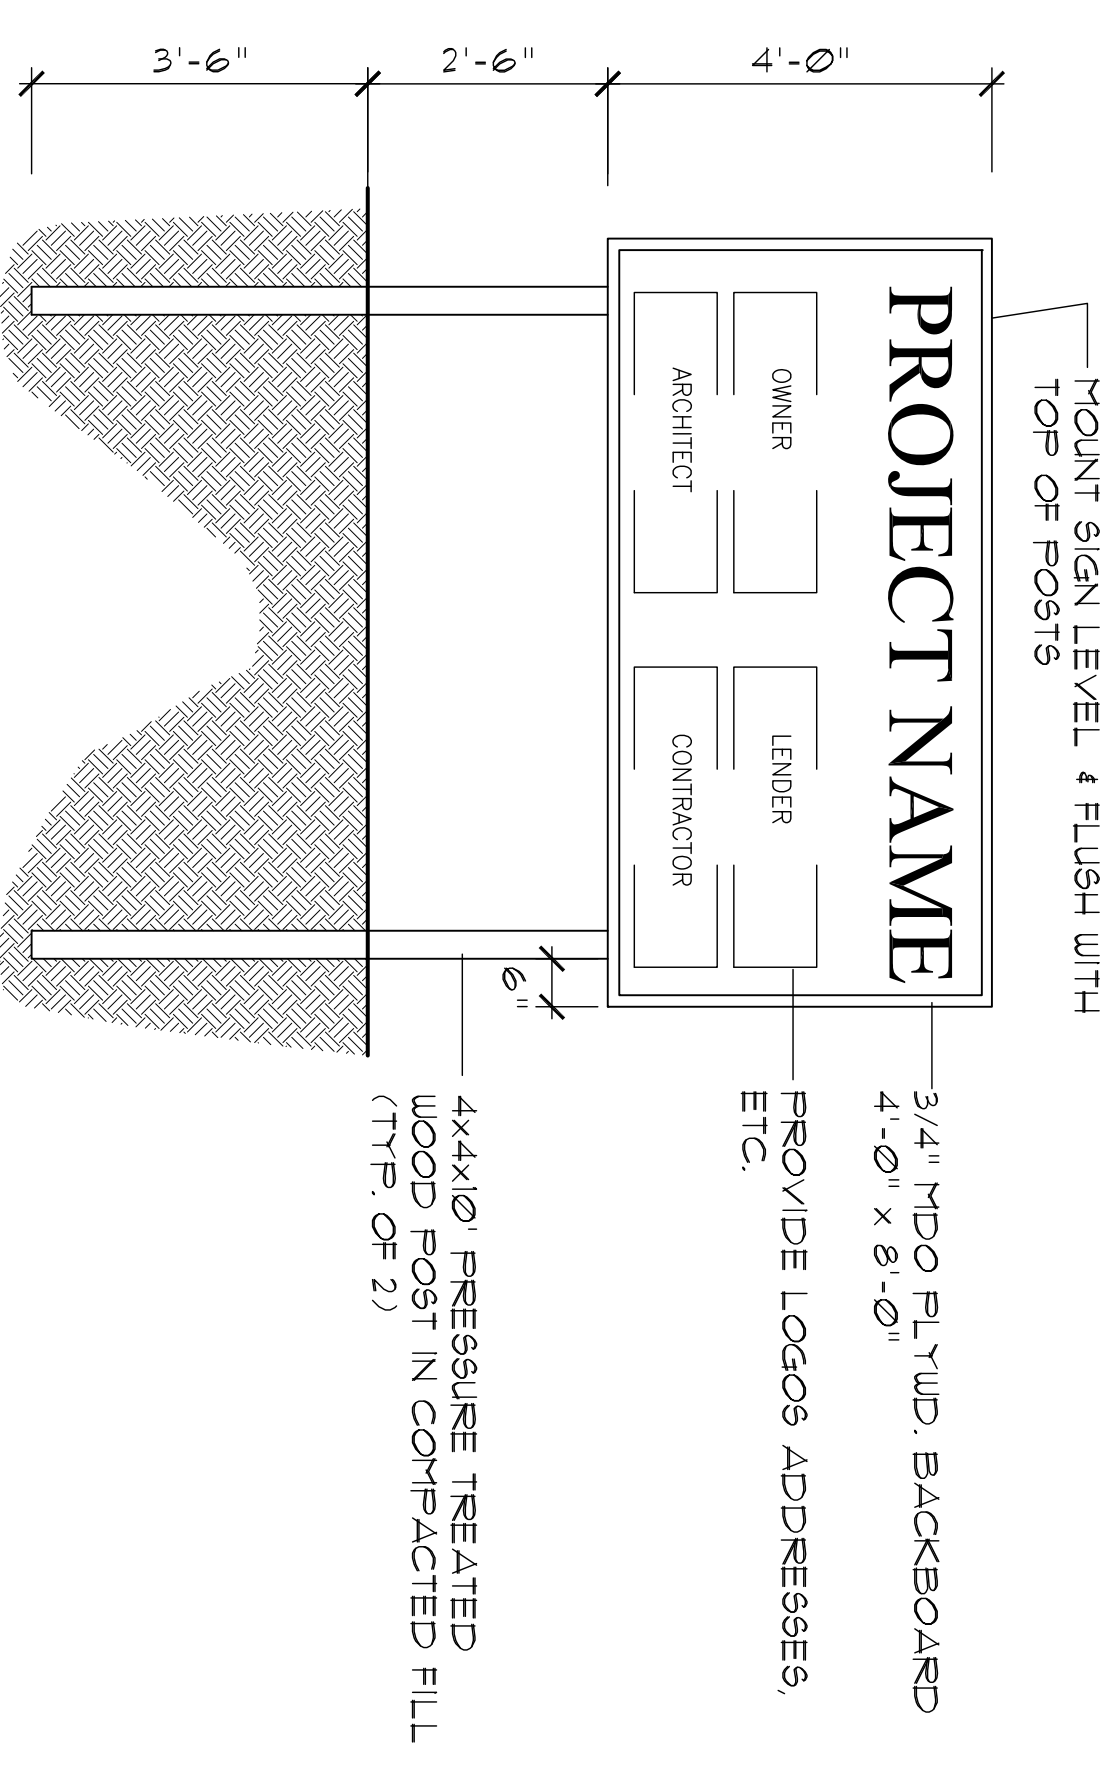 MOUNT SIGN LEVEL & FLUSH WITH
TOP OF POSTS
4'-0"
2'-6"
3'-6"
PROJECT NAME
OWNER
LENDER
ARCHITECT
CONTRACTOR
6"
3/4" MDO PLYWD. BACKBOARD
4'-0" x 8'-0"
PROVIDE LOGOS ADDRESSES,
ETC.
4x4x10' PRESSURE TREATED
WOOD POST IN COMPACTED FILL
(TYP. OF 2)